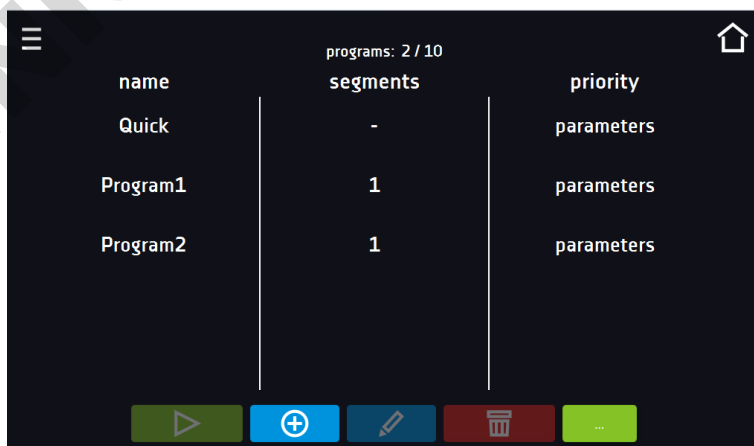 programs: 2 / 10
name segments priority
Quick - parameters
Program1 1 parameters
Program2 1 parameters
...